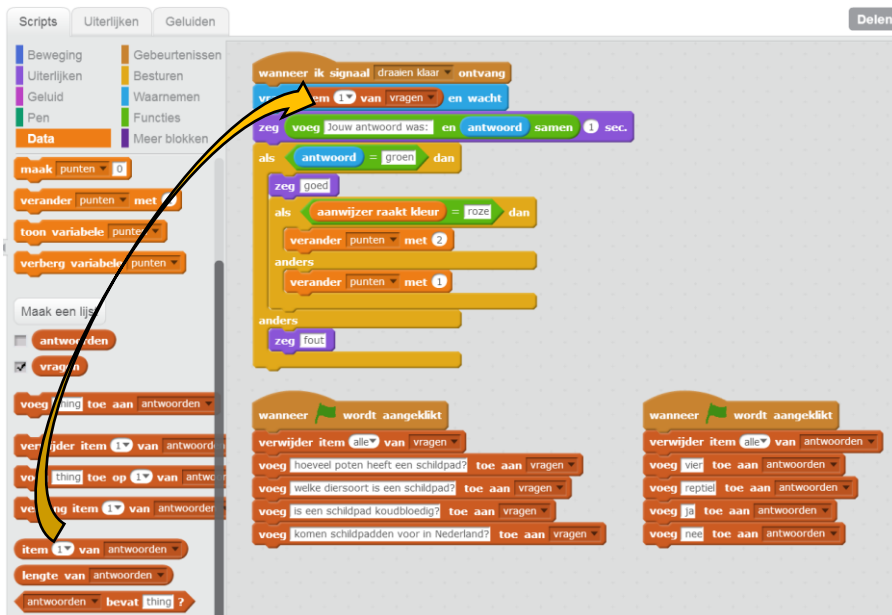 Scripts Uiterlijken Geluiden
Delen
Beweging Gebeurtenissen
Uiterlijken Besturen
Geluid Waarnemen
Pen Functies
Data Meer blokken
maak punten 0
verander punten met
toon variabele punten
verberg variabele punten
Maak een lijst
antwoorden
vragen
voeg thing toe aan antwoorden
verwijder item 1 van antwoorden
voeg thing toe op 1 van
item 1 van antwoorden
item 1 van antwoorden
lengte van antwoorden
antwoorden bevat thing ?
wanneer ik signaal draaien klaar ontvang
1 van vragen en wacht
zeg voeg Jouw antwoord was: en antwoord samen 1 sec.
als antwoord = groen dan
zeg goed
als aanwijzer raakt kleur = roze dan
verander punten met 2
anders
verander punten met 1
anders
zeg fout
wanneer wordt aangeklikt
verwijder item alle van vragen
voeg hoeveel poten heeft een schildpad? toe aan vragen
voeg welke diersoort is een schildpad? toe aan vragen
voeg is een schildpad koudbloedig? toe aan vragen
voeg komen schildpadden voor in Nederland? toe aan vragen
wanneer wordt aangeklikt
verwijder item alle van antwoorden
voeg vier toe aan antwoorden
voeg reptiel toe aan antwoorden
voeg ja toe aan antwoorden
voeg nee toe aan antwoorden